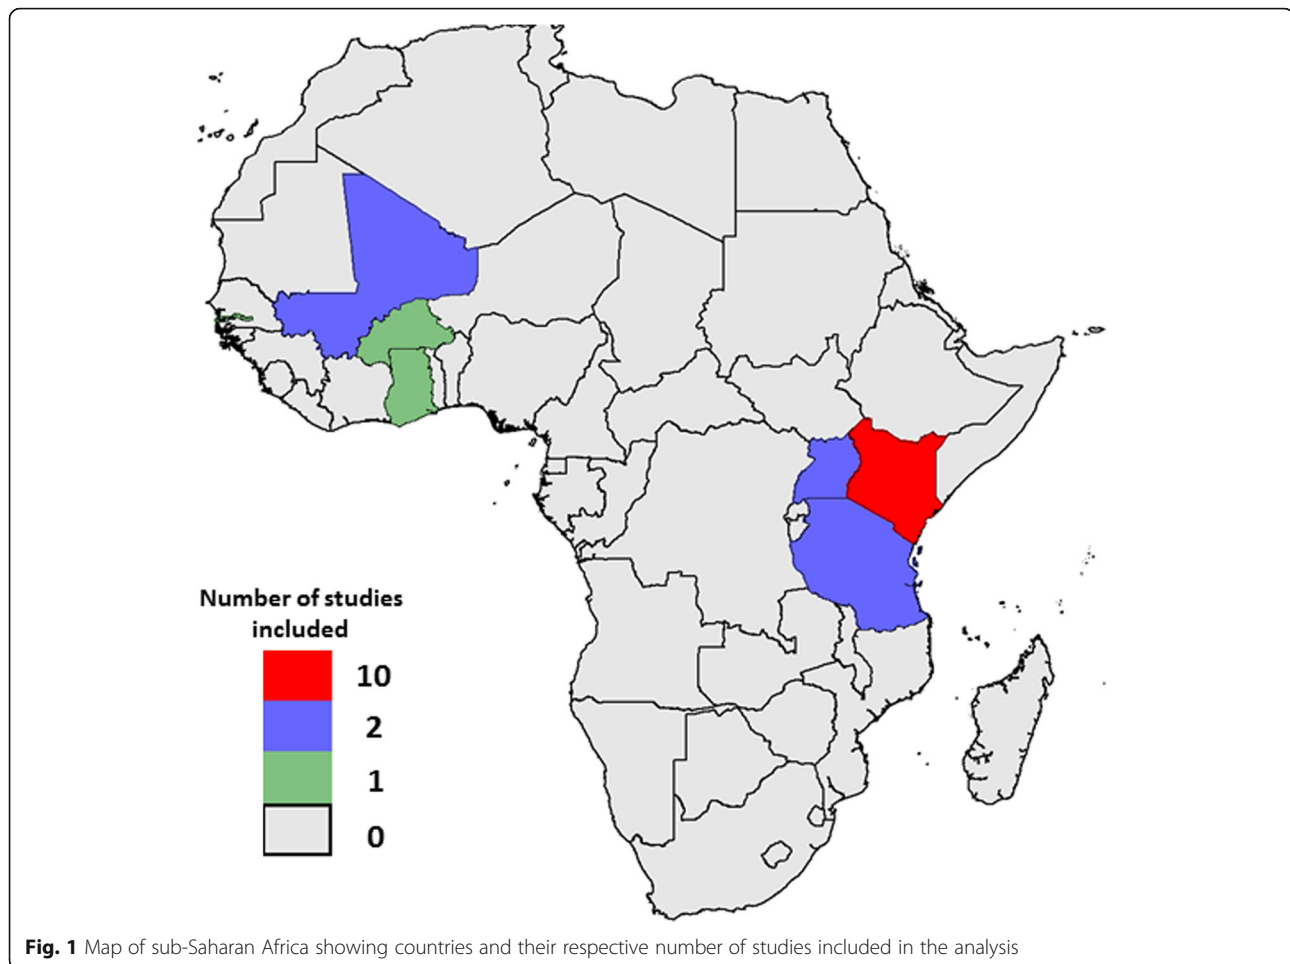 Number of studies
included
10
2
1
0
Fig. 1 Map of sub-Saharan Africa showing countries and their respective number of studies included in the analysis